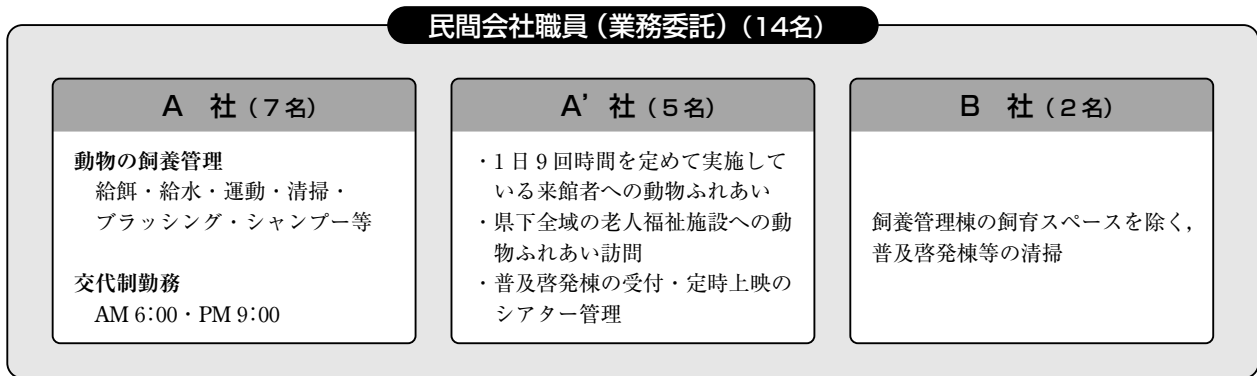 民間会社職員（業務委託）（14名）
A 社（7名）
動物の飼養管理
給餌・給水・運動・清掃・
ブラッシング・シャンプー等
交代制勤務
AM 6:00・PM 9:00
A’社（5名）
・1日9回時間を定めて実施して
いる来館者への動物ふれあい
・県下全域の老人福祉施設への動
物ふれあい訪問
・普及啓発棟の受付・定時上映の
シアター管理
B 社（2名）
飼養管理棟の飼育スペースを除く，
普及啓発棟等の清掃